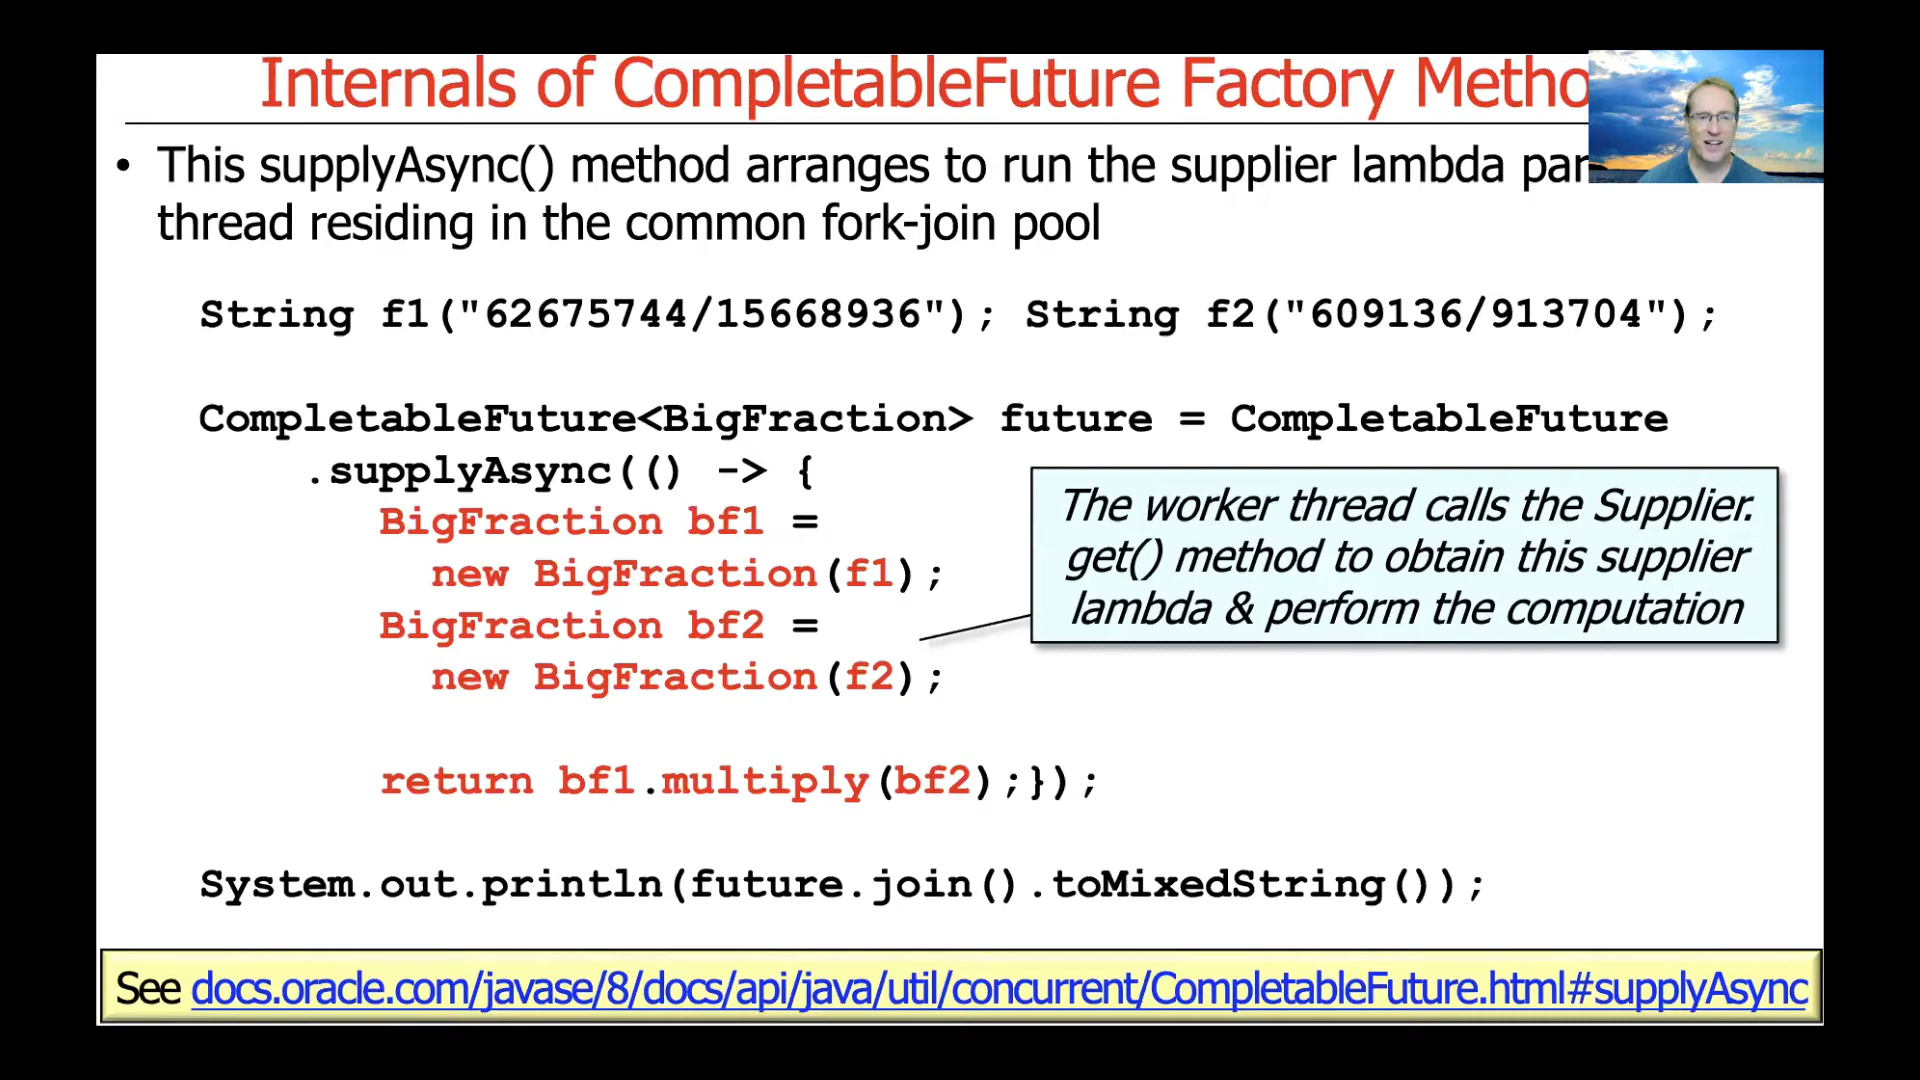 Internals of CompletableFuture Factory Metho
• This supplyAsync() method arranges to run the supplier lambda par
thread residing in the common fork-join pool
String f1("62675744/15668936"); String f2("609136/913704");
CompletableFuture<BigFraction> future = CompletableFuture
.supplyAsync(() -> {
BigFraction bf1 =
new BigFraction(f1);
BigFraction bf2 =
new BigFraction(f2);
return bf1.multiply(bf2);});
System.out.println(future.join().toMixedString());
The worker thread calls the Supplier.
get() method to obtain this supplier
lambda & perform the computation
See docs.oracle.com/javase/8/docs/api/java/util/concurrent/CompletableFuture.html#supplyAsync